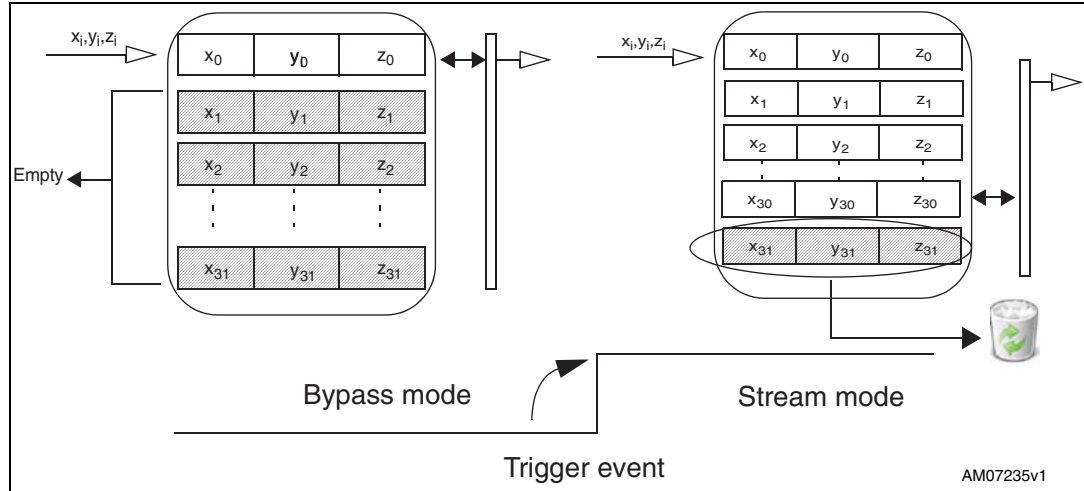 xi,yi,zi
x0 y0 z0
x1 y1 z1
x2 y2 z2
x31 y31 z31
Empty
xi,yi,zi
x0 y0 z0
x1 y1 z1
x2 y2 z2
x30 y30 z30
x31 y31 z31
Bypass mode
Stream mode
Trigger event
AM07235v1